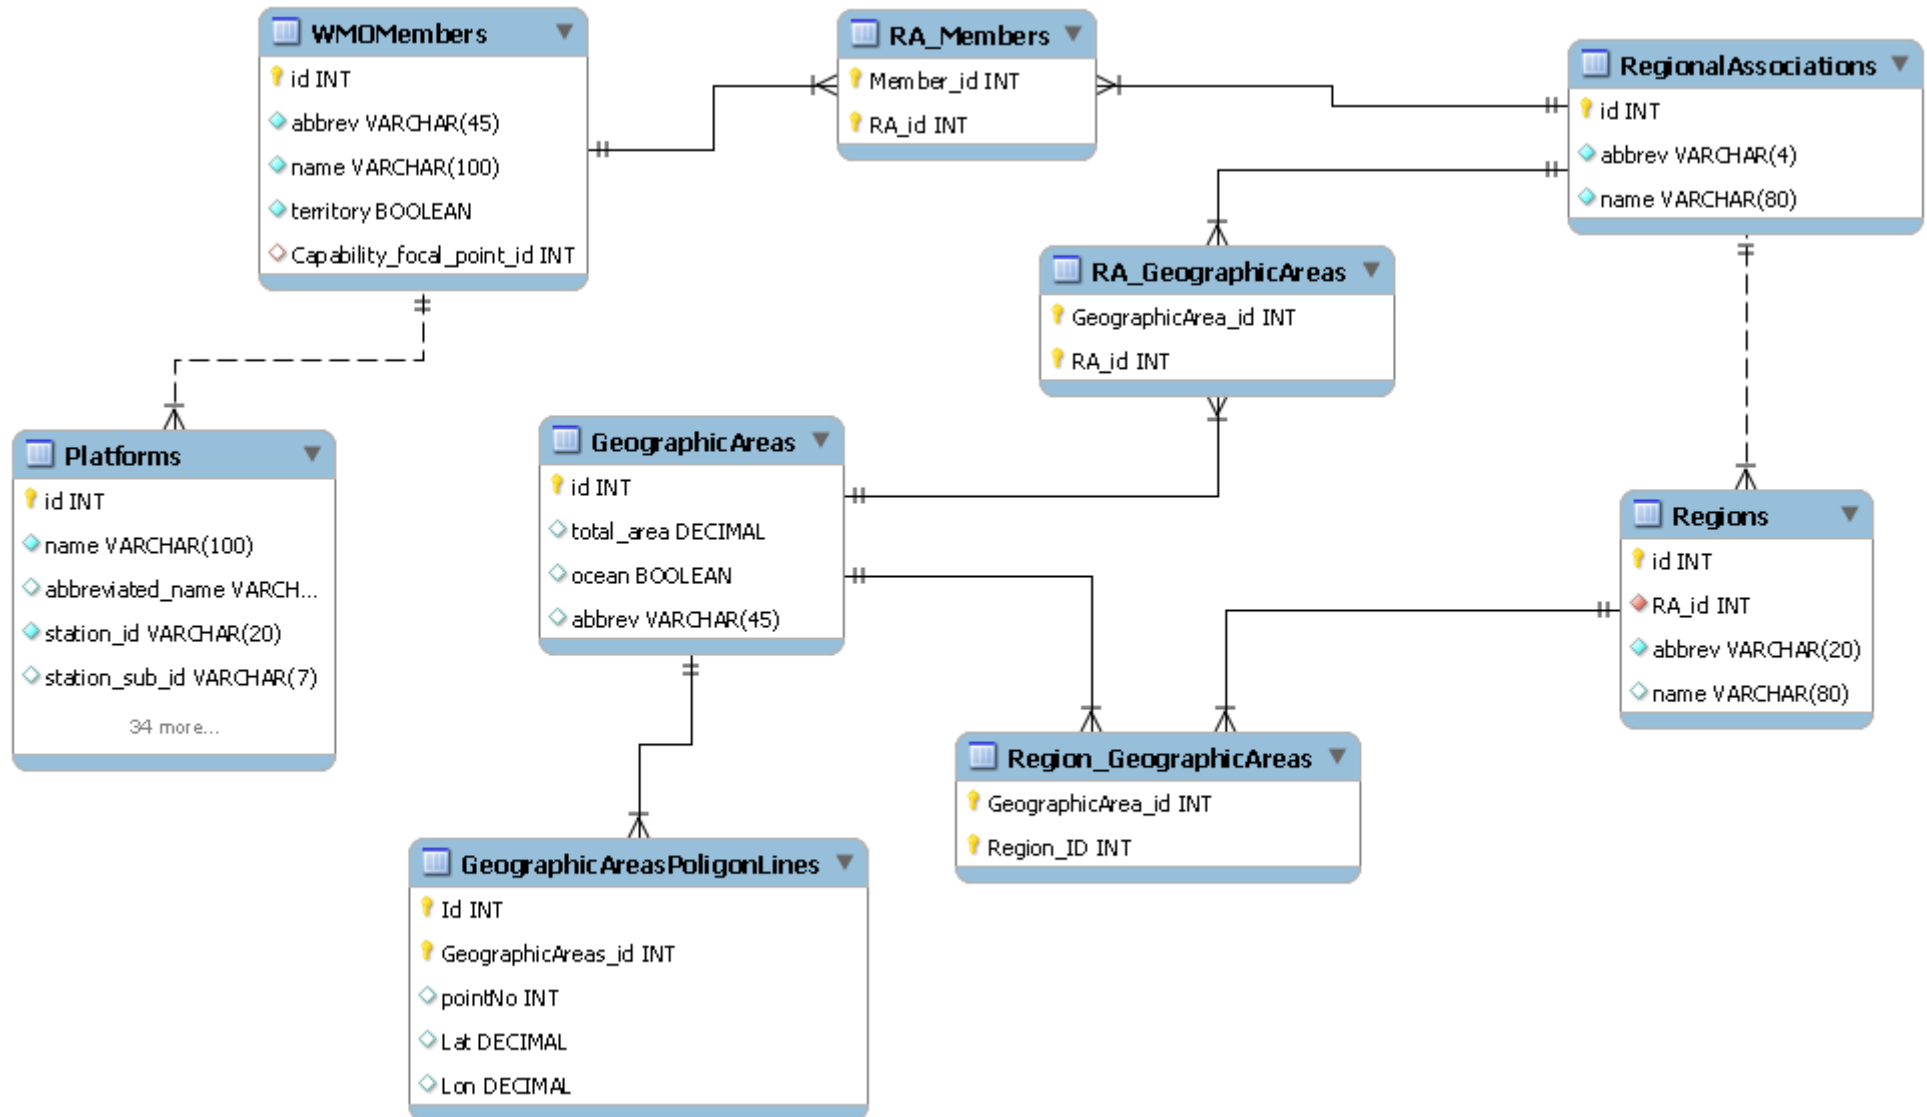 WMOMembers
id INT
abbrev VARCHAR(45)
name VARCHAR(100)
territory BOOLEAN
Capability_focal_point_id INT
RA_Members
Member_id INT
RA_id INT
RegionalAssociations
id INT
abbrev VARCHAR(4)
name VARCHAR(80)
RA_GeographicAreas
GeographicArea_id INT
RA_id INT
Platforms
id INT
name VARCHAR(100)
abbreviated_name VARCH...
station_id VARCHAR(20)
station_sub_id VARCHAR(7)
34 more...
GeographicAreas
id INT
total_area DECIMAL
ocean BOOLEAN
abbrev VARCHAR(45)
Regions
id INT
RA_id INT
abbrev VARCHAR(20)
name VARCHAR(80)
Region_GeographicAreas
GeographicArea_id INT
Region_ID INT
GeographicAreasPoligonLines
Id INT
GeographicAreas_id INT
pointNo INT
Lat DECIMAL
Lon DECIMAL